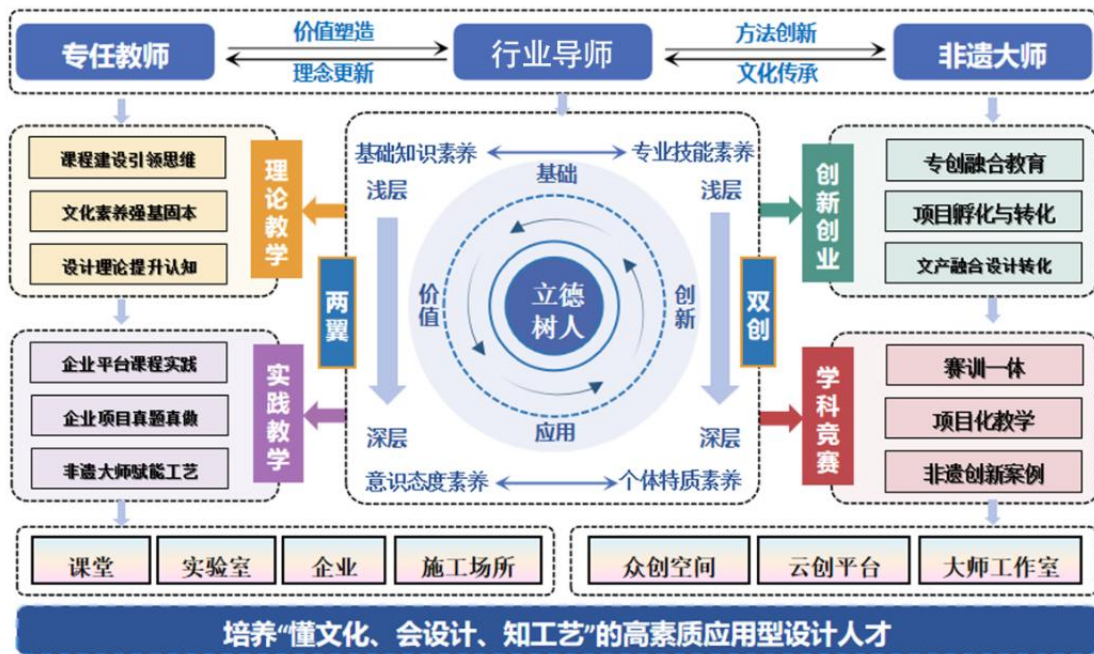 专任教师
价值塑造
理念更新
行业导师
方法创新
文化传承
非遗大师
课程建设引领思维
文化素养强基固本
设计理论提升认知
理论教学
企业平台课程实践
企业项目真题真做
非遗大师赋能工艺
实践教学
两翼
基础知识素养
专业技能素养
浅层
基础
浅层
价值
立德
树人
创新
应用
深层
深层
意识态度素养
个体特质素养
双创
创新创业
专创融合教育
项目孵化与转化
文产融合设计转化
学科竞赛
赛训一体
项目化教学
非遗创新案例
课堂
实验室
企业
施工场所
众创空间
云创平台
大师工作室
培养“懂文化、会设计、知工艺”的高素质应用型设计人才